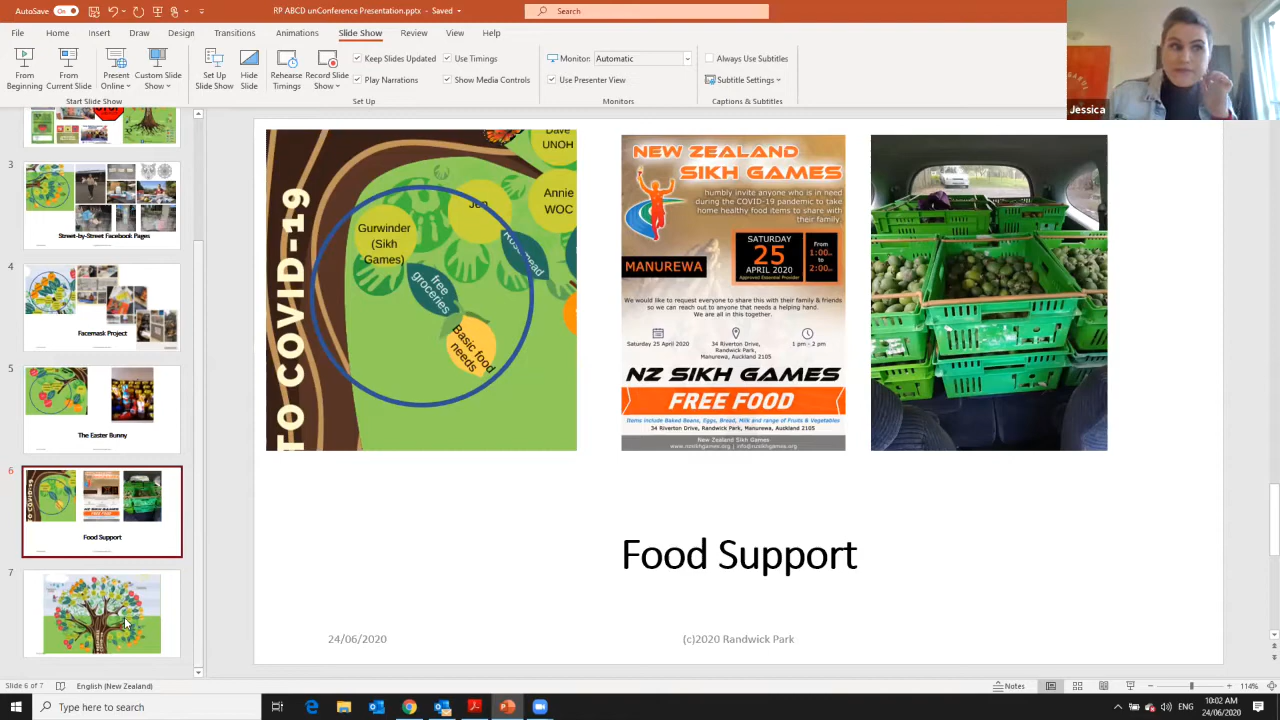 AutoSave On
RP ABCD unConference Presentation.pptx - Saved
Search
File Home Insert Draw Design Transitions Animations Slide Show Review View Help
From Beginning
From Current Slide
Present Online
Custom Slide Show
Set Up Slide Show
Hide Slide
Rehearse Timings
Record Slide Show
Keep Slides Updated
Use Timings
Play Narrations
Show Media Controls
Monitor: Automatic
Use Presenter View
Always Use Subtitles
Subtitle Settings
Start Slide Show
Set Up
Monitors
Captions & Subtitles
Jessica
3
Street-by-Street Facebook Pages
4
Facemask Project
5
The Easter Bunny
6
Food Support
7
TO COVID-19
Dave
UNOH
Annie
WOC
Jen
Gurwinder
(Sikh
Games)
free
groceries
Basic food
needs
NEW ZEALAND
SIKH GAMES
humbly invite anyone who is in need
during the COVID-19 pandemic to take
home healthy food items to share with
their family
SATURDAY
25
APRIL 2020
Approved Essential Provider
From
1:00
to
2:00
MANUREWA
We would like to request everyone to share this with their family & friends
so we can reach out to anyone that needs a helping hand.
We are all in this together.
Saturday 25 April 2020
34 Riverton Drive,
Randwick Park,
Manurewa, Auckland 2105
1 pm - 2 pm
NZ SIKH GAMES
FREE FOOD
Items include Baked Beans, Eggs, Bread, Milk and range of Fruits & Vegetables
34 Riverton Drive, Randwick Park, Manurewa, Auckland 2105
New Zealand Sikh Games
www.nzsikhgames.org | info@nzsikhgames.org
Food Support
24/06/2020
(c)2020 Randwick Park
Slide 6 of 7
English (New Zealand)
Notes
114%
Type here to search
10:02 AM
24/06/2020
ENG